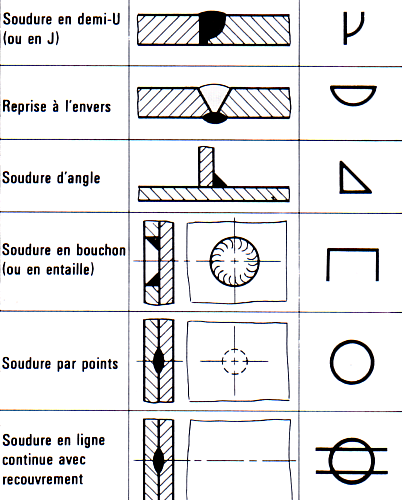 Soudure en demi-U
(ou en J)
Reprise à l'envers
Soudure d'angle
Soudure en bouchon
(ou en entaille)
Soudure par points
Soudure en ligne
continue avec
recouvrement